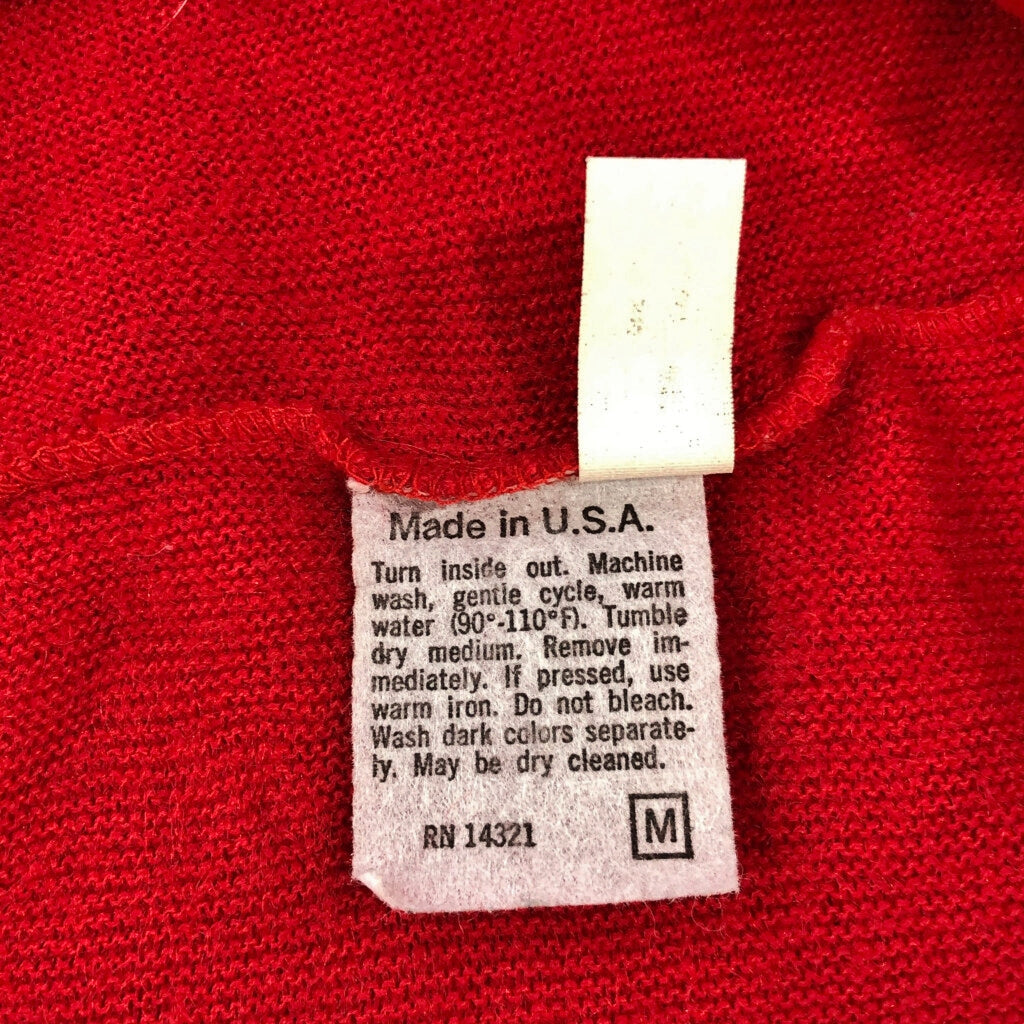 Made in U.S.A.
Turn inside out. Machine
wash, gentle cycle, warm
water (90°-110°F). Tumble
dry medium. Remove im-
mediately. If pressed, use
warm iron. Do not bleach.
Wash dark colors separate-
ly. May be dry cleaned.
RN 14321
M